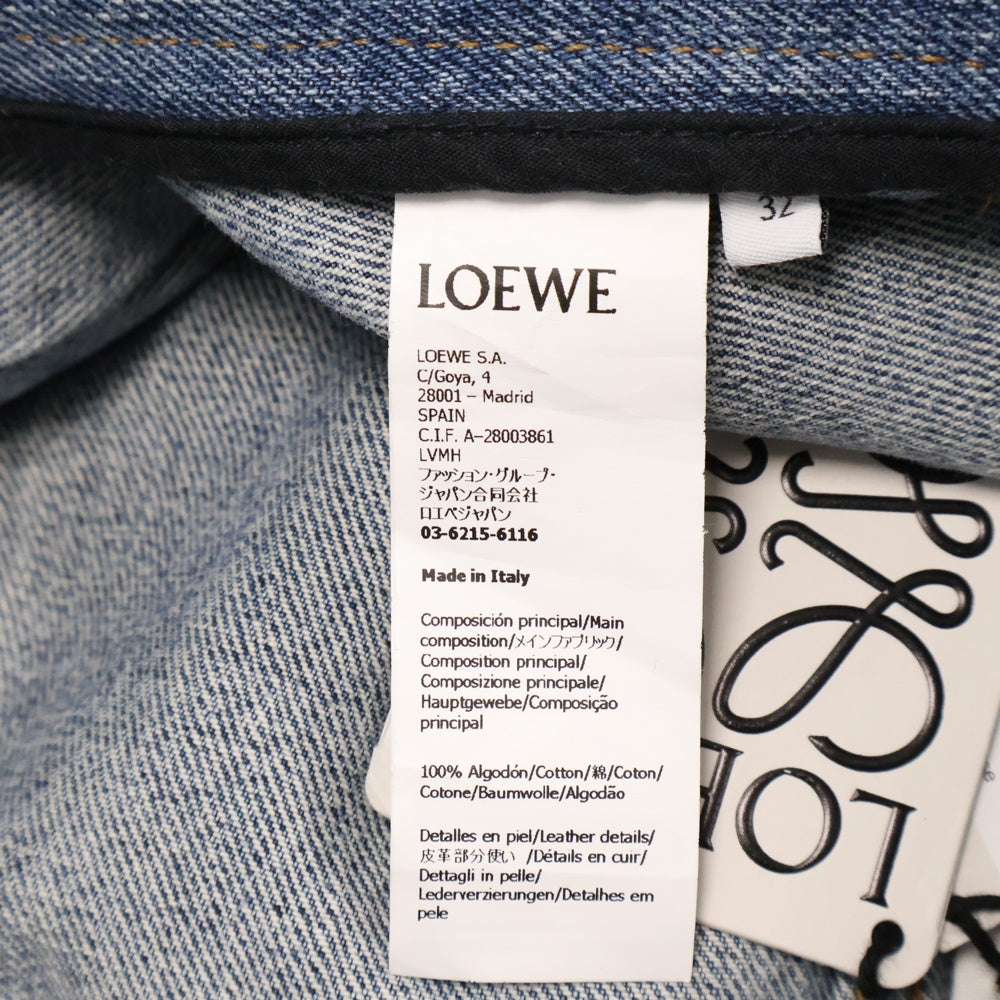 32
LOEWE
LOEWE S.A.
C/Goya, 4
28001 – Madrid
SPAIN
C.I.F. A-28003861
LVMH
ファッション・グループ・
ジャパン合同会社
ロエベジャパン
03-6215-6116
Made in Italy
Composición principal/Main
composition/メインファブリック/
Composition principal/
Composizione principale/
Hauptgewebe/Composição
principal
100% Algodón/Cotton/綿/Coton/
Cotone/Baumwolle/Algodão
Detalles en piel/Leather details/
皮革部分使い /Détails en cuir/
Dettagli in pelle/
Lederverzierungen/Detalhes em
pele
LOE